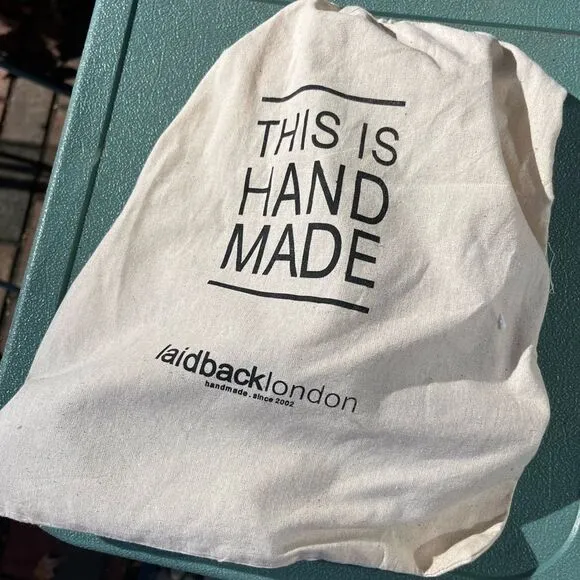 THIS IS
HAND
MADE
laidbacklondon
handmade . since 2002